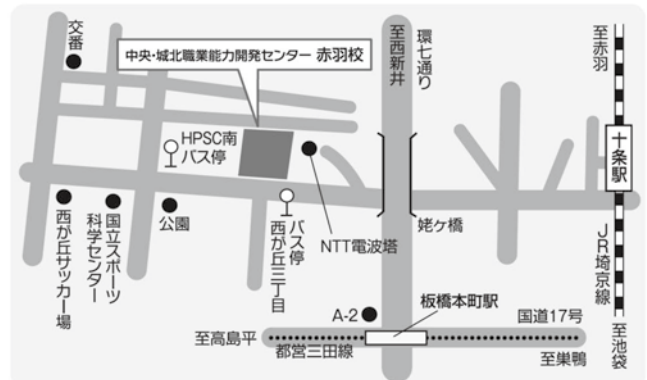 交番
中央・城北職業能力開発センター 赤羽校
至西新井
環七通り
至赤羽
HPSC南
バス停
十条駅
西が丘サッカー場
国立スポーツ
科学センター
公園
バス停
西が丘三丁目
NTT電波塔
姥ヶ橋
JR埼京線
A-2
板橋本町駅
国道17号
至高島平
都営三田線
至巣鴨
至池袋